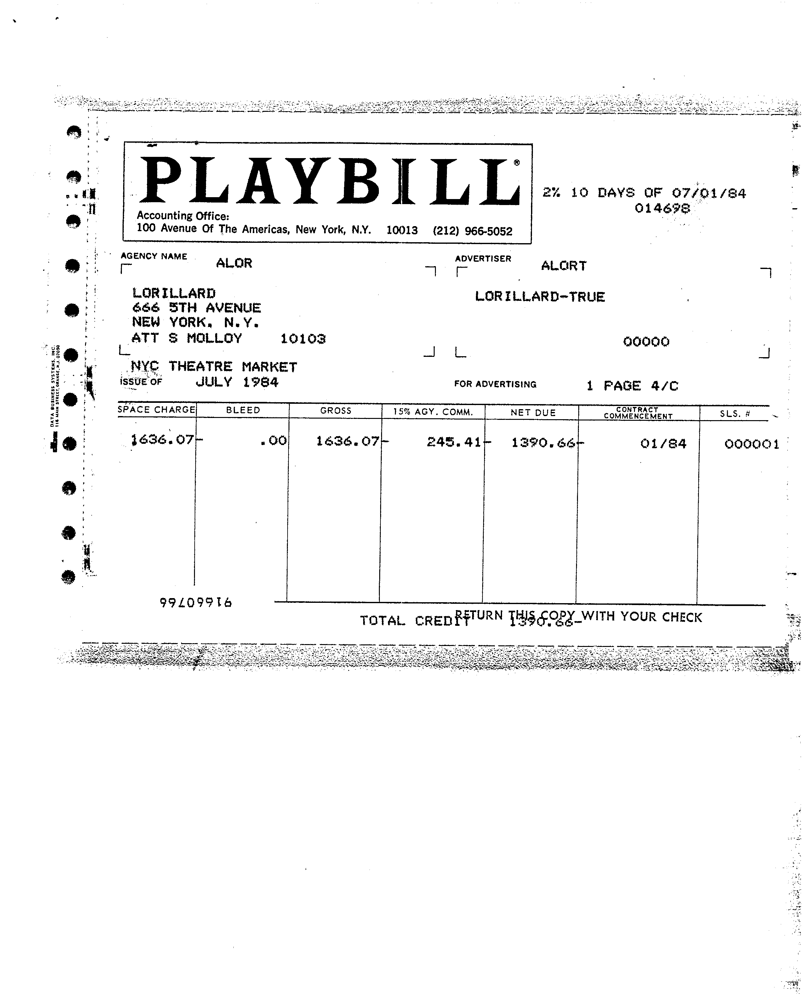 PLAYBILL®
2% 10 DAYS OF 07/01/84
014698
Accounting Office:
100 Avenue Of The Americas, New York, N.Y. 10013 (212) 966-5052
AGENCY NAME ALOR
ADVERTISER ALORT
LORILLARD
LORILLARD-TRUE
666 5TH AVENUE
NEW YORK, N.Y.
ATT S MOLLOY 10103
00000
NYC THEATRE MARKET
ISSUE OF JULY 1984
FOR ADVERTISING 1 PAGE 4/C
DATA BUSINESS SYSTEMS, INC.
SPACE CHARGE BLEED GROSS 15% AGY. COMM. NET DUE CONTRACT COMMENCEMENT SLS. #
1636.07- .00 1636.07- 245.41- 1390.66- 01/84 000001
91660766
TOTAL CREDIT 1390.66-
RETURN THIS COPY WITH YOUR CHECK